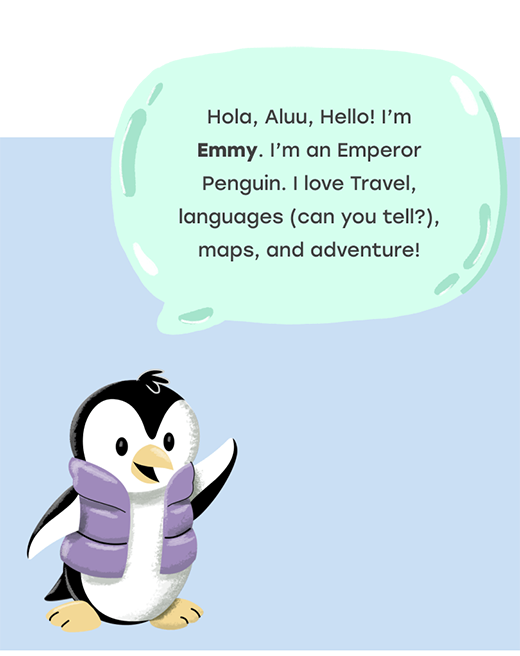 Hola, Aluu, Hello! I’m
Emmy. I’m an Emperor
Penguin. I love Travel,
languages (can you tell?),
maps, and adventure!